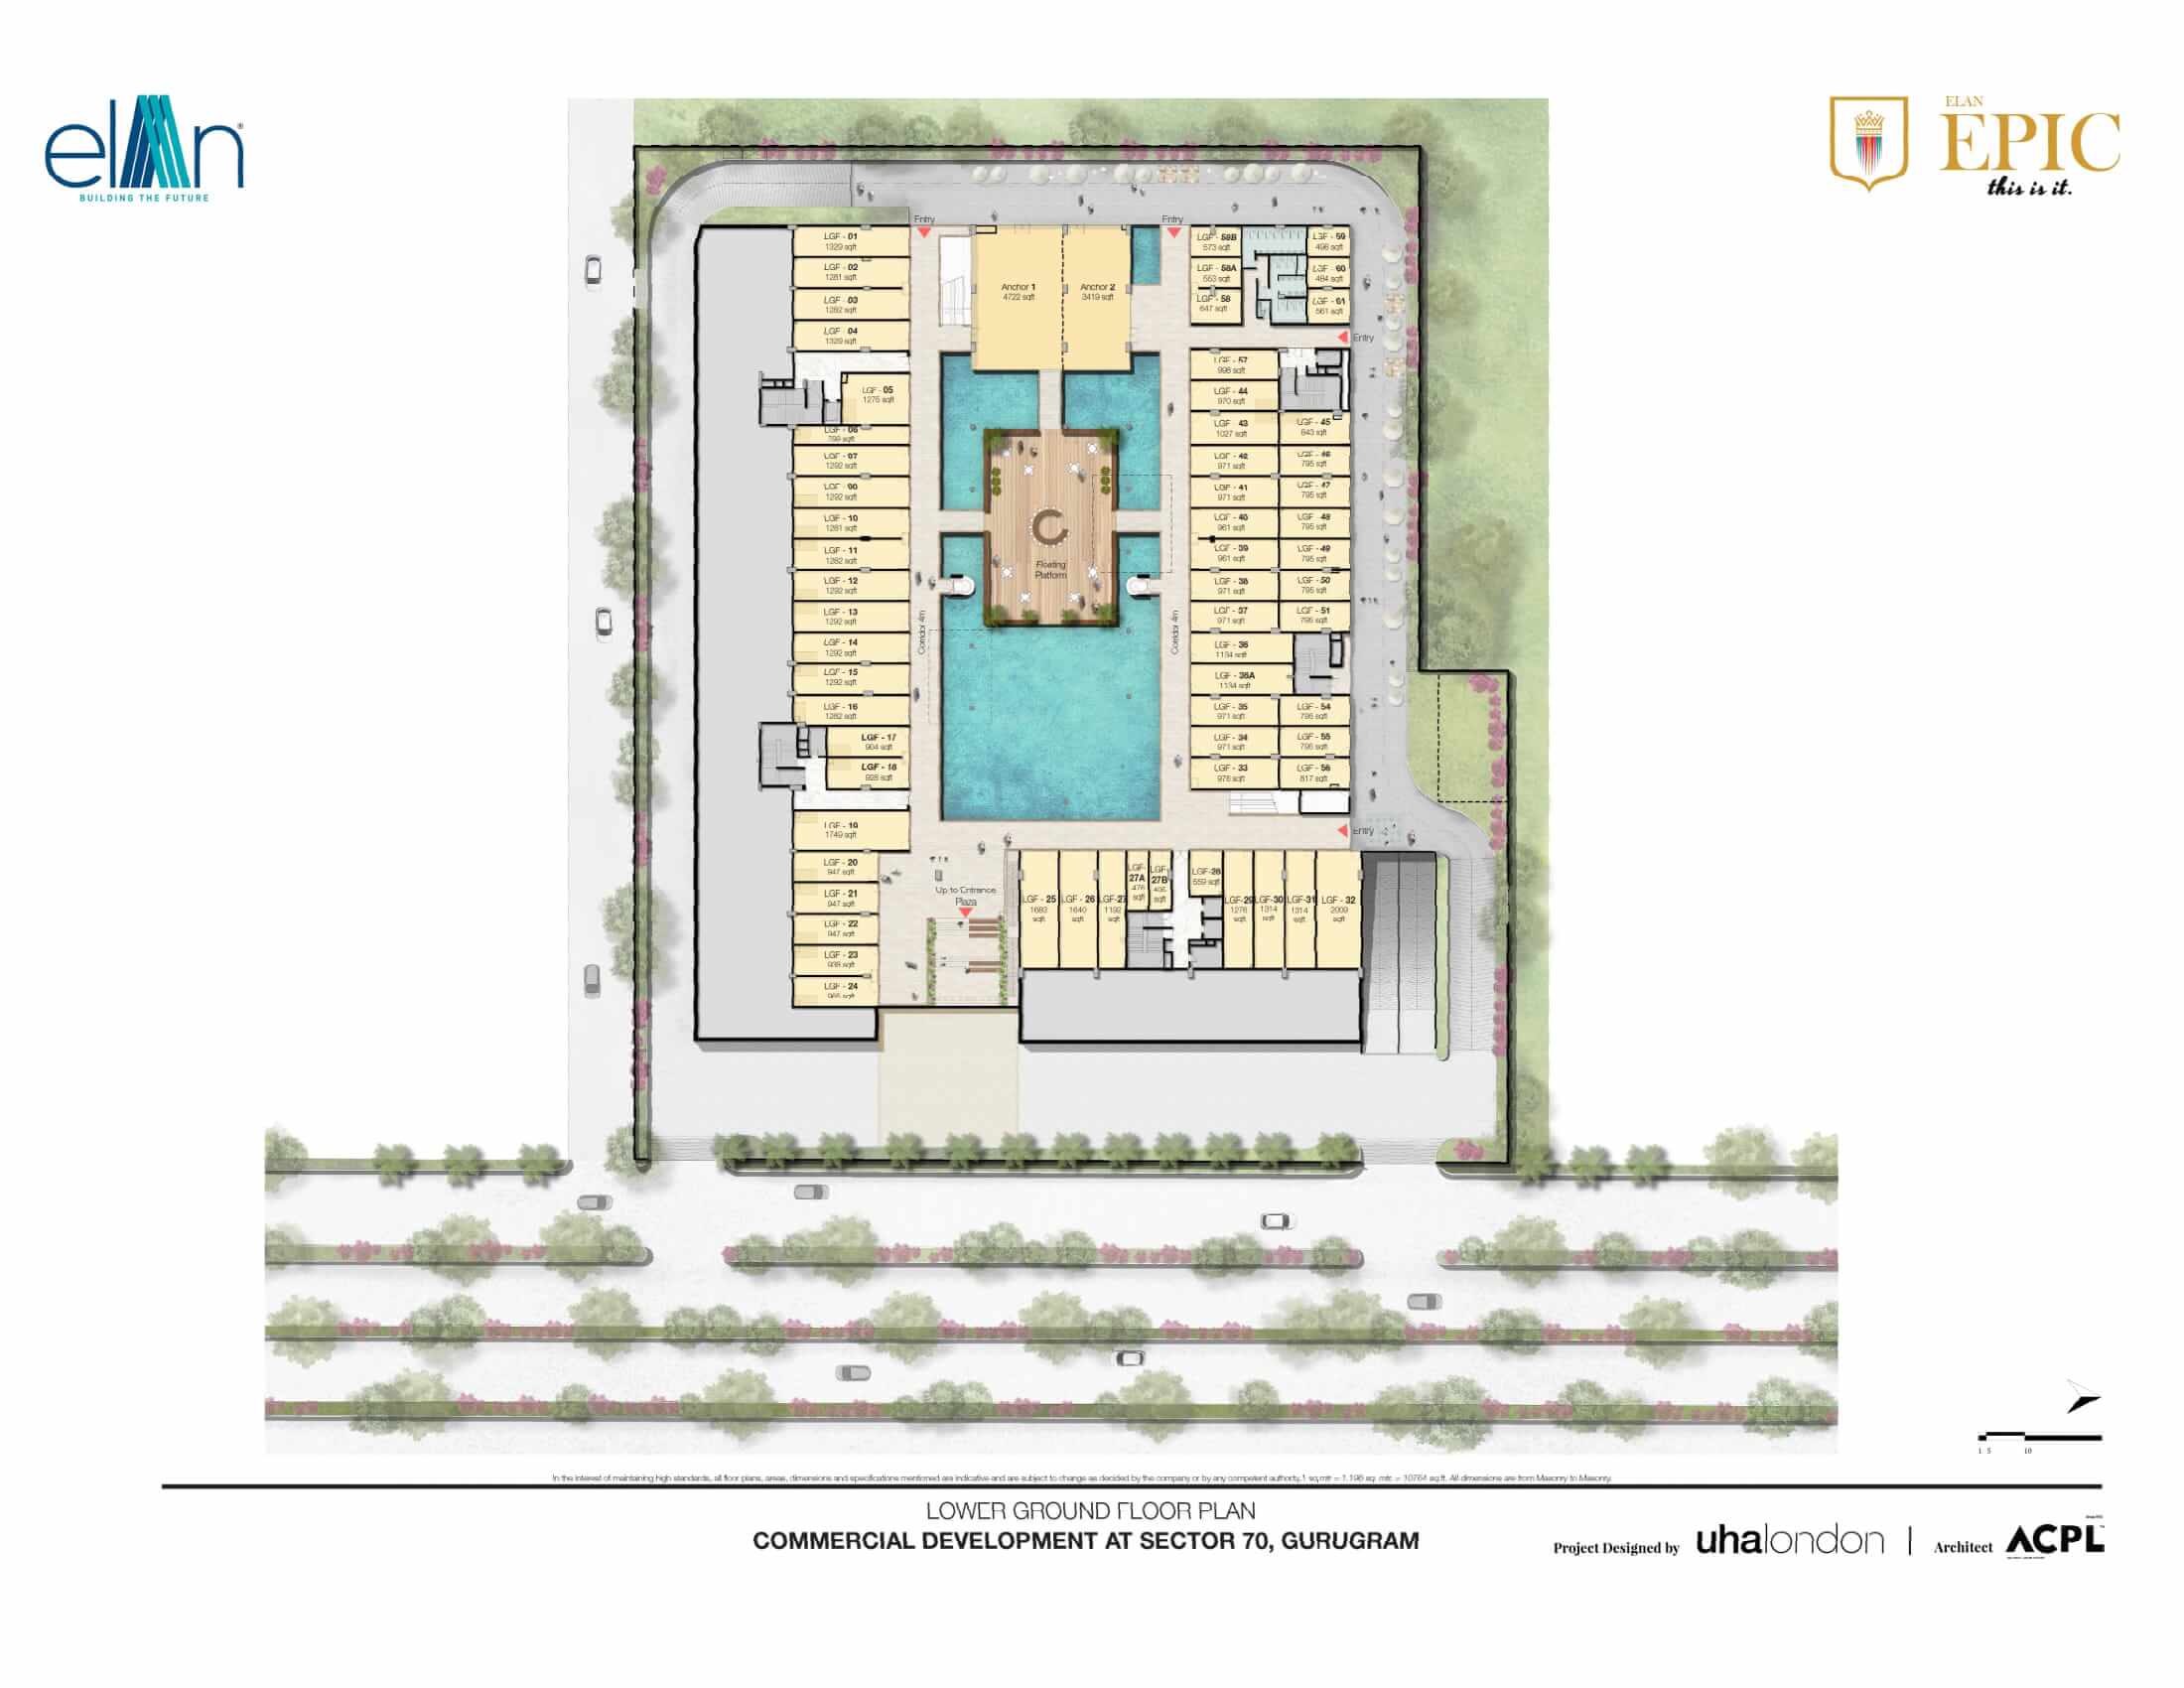 elan®
BUILDING THE FUTURE
ELAN
EPIC
this is it.
Entry
Entry
LGF - 01
1329 sqft
LGF - 02
1281 sqft
LGF - 03
1282 sqft
LGF - 04
1329 sqft
LGF - 05
1275 sqft
LGF - 06
799 sqft
LGF - 07
1292 sqft
1292 sqft
LGF - 10
1281 sqft
LGF - 11
1282 sqft
LGF - 12
1292 sqft
LGF - 13
1292 sqft
LGF - 14
1292 sqft
LGF - 15
1292 sqft
LGF - 16
1282 sqft
LGF - 17
904 sqft
LGF - 18
928 sqft
LGF - 19
1749 sqft
LGF - 20
947 sqft
LGF - 21
947 sqft
LGF - 22
947 sqft
LGF - 23
938 sqft
LGF - 24
Anchor 1
4722 sqft
Anchor 2
3419 sqft
Floating
Platform
Corridor 4m
Corridor 4m
LGF - 58B
573 sqft
LGF - 58A
553 sqft
LGF - 58
647 sqft
LGF - 59
496 sqft
LGF - 60
484 sqft
LGF - 61
561 sqft
Entry
LGF - 57
996 sqft
LGF - 44
970 sqft
LGF - 43
1027 sqft
LGF - 45
843 sqft
LGF - 42
971 sqft
LGF - 46
795 sqft
LGF - 41
971 sqft
LGF - 47
795 sqft
LGF - 40
961 sqft
LGF - 48
795 sqft
LGF - 39
961 sqft
LGF - 49
795 sqft
LGF - 38
971 sqft
LGF - 50
795 sqft
LGF - 37
971 sqft
LGF - 51
795 sqft
LGF - 36
1134 sqft
LGF - 36A
1134 sqft
LGF - 35
971 sqft
LGF - 54
795 sqft
LGF - 34
971 sqft
LGF - 55
795 sqft
LGF - 33
976 sqft
LGF - 56
817 sqft
Entry
Up to Entrance
Plaza
LGF - 25
1683
sqft
LGF - 26
1640
sqft
LGF-27
1192
sqft
LGF-
27A
476
sqft
LGF-
27B
sqft
LGF-28
559 sqft
LGF-29
1276
sqft
LGF-30
1314
sqft
LGF-31
1314
sqft
LGF - 32
2009
sqft
1 5 10
In the interest of maintaining high standards, all floor plans, areas, dimensions and specifications mentioned are indicative and are subject to change as decided by the company or by any competent authority. 1 sq.mtr = 1.196 sq. mtc. = 10764 sq.ft. All dimensions are from Masonry to Masonry.
LOWER GROUND FLOOR PLAN
COMMERCIAL DEVELOPMENT AT SECTOR 70, GURUGRAM
Project Designed by uhalondon | Architect ACPL